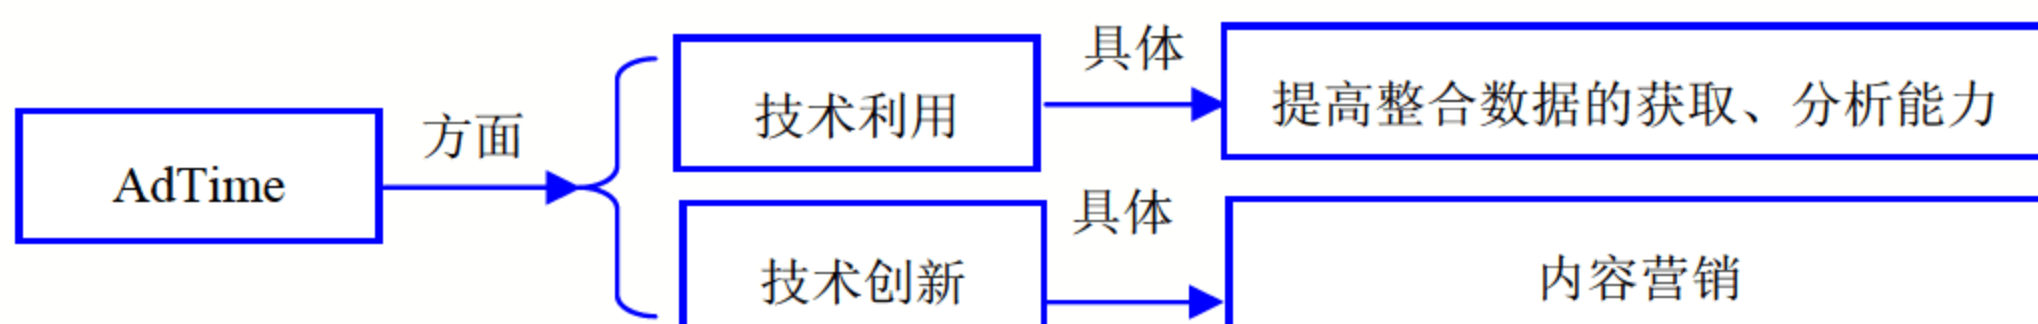 AdTime
方面
技术利用
具体
提高整合数据的获取、分析能力
技术创新
具体
内容营销